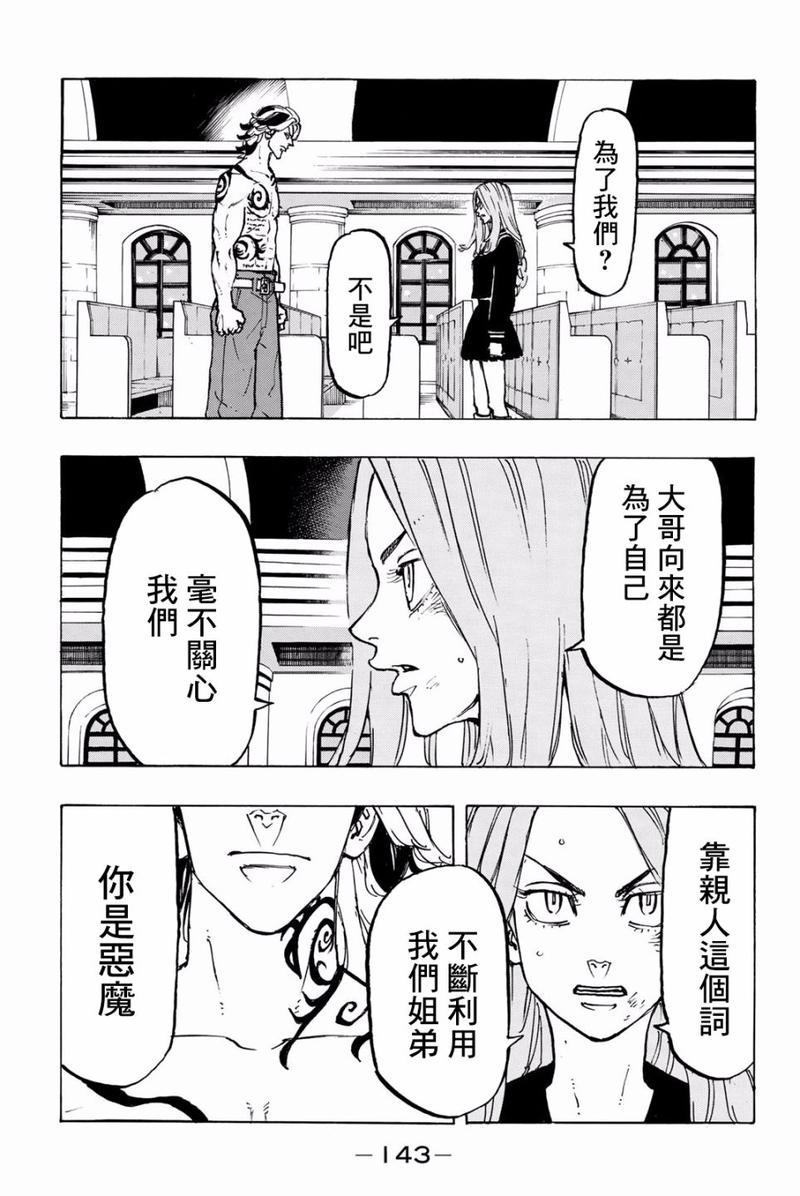 為了我們？
不是吧
大哥向來都是
為了自己
毫不關心
我們
靠親人這個詞
不斷利用
我們姐弟
你是惡魔
—143—